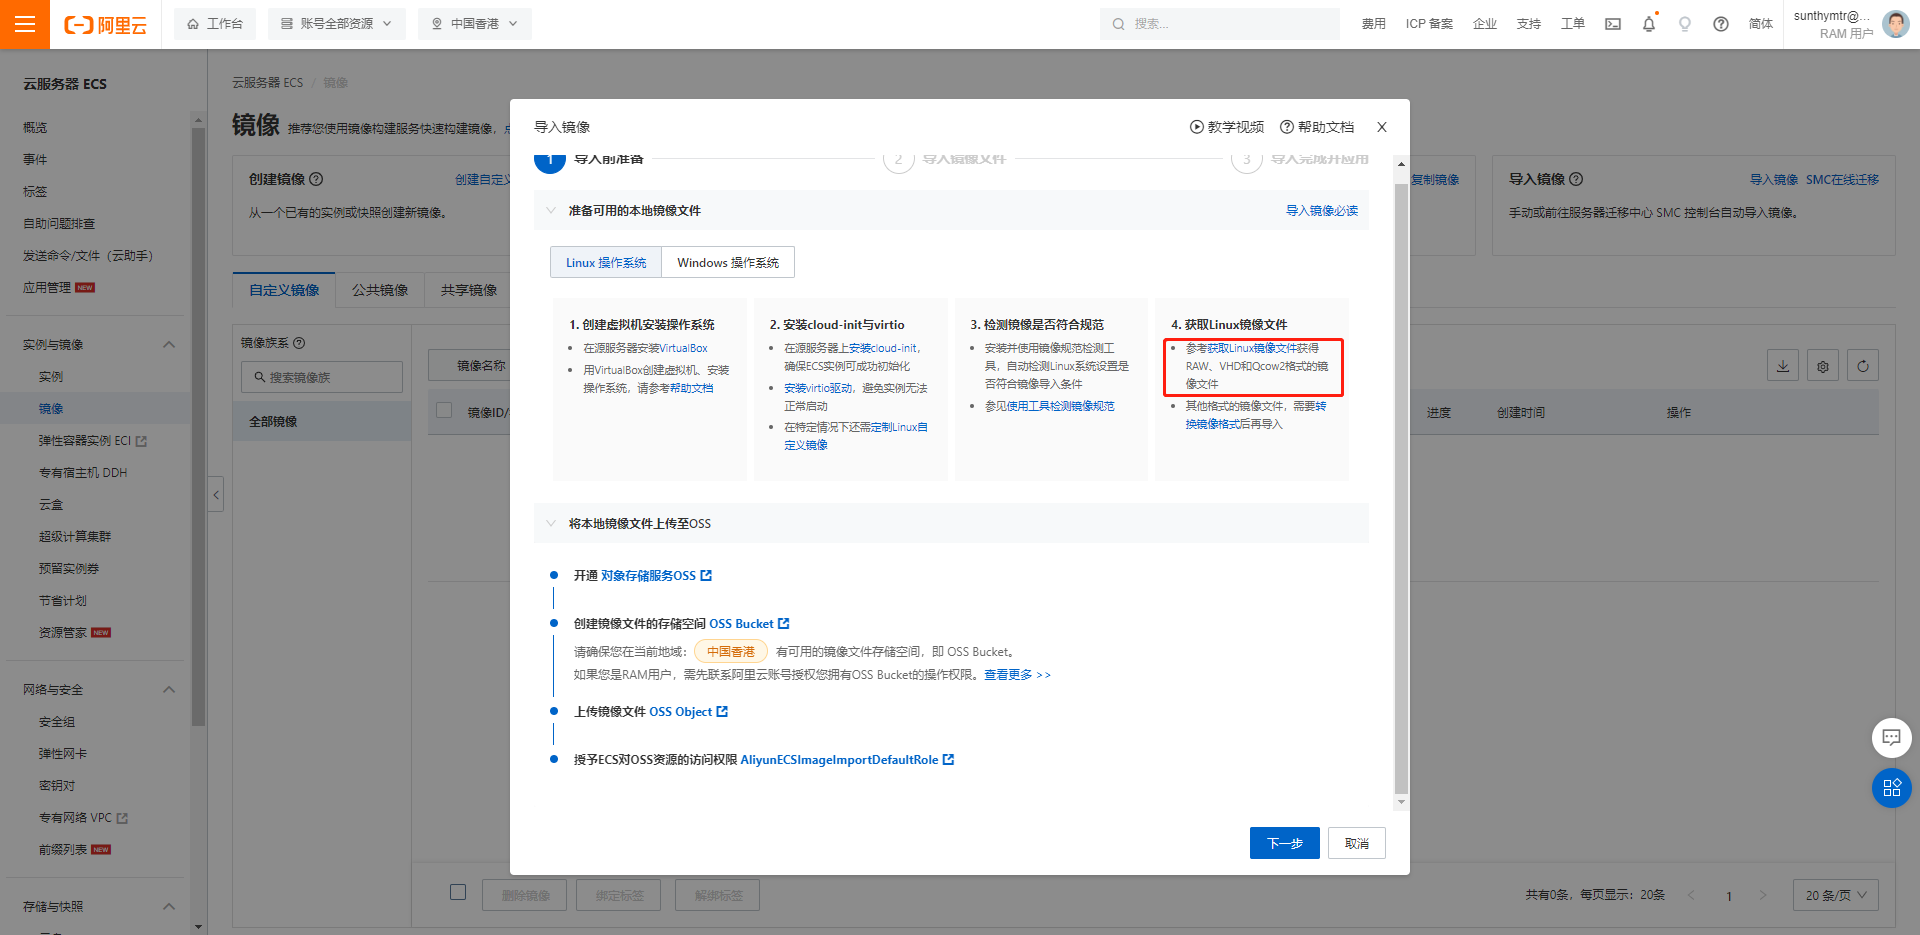 阿里云
工作台
账号全部资源
中国香港
搜索...
费用
ICP 备案
企业
支持
工单
简体
sunthymtr@...
RAM 用户
云服务器 ECS
概览
事件
标签
自助问题排查
发送命令/文件（云助手）
应用管理 NEW
实例与镜像
实例
镜像
弹性容器实例 ECI
专有宿主机 DDH
云盒
超级计算集群
预留实例券
节省计划
资源管家 NEW
网络与安全
安全组
弹性网卡
密钥对
专有网络 VPC
前缀列表 NEW
存储与快照
云服务器 ECS / 镜像
镜像 推荐您使用镜像构建服务快速构建镜像，
创建镜像
创建自定义
从一个已有的实例或快照创建新镜像。
复制镜像
导入镜像
导入镜像 SMC在线迁移
手动或前往服务器迁移中心 SMC 控制台自动导入镜像。
自定义镜像
公共镜像
共享镜像
镜像族系
搜索镜像族
全部镜像
镜像名称
镜像ID/
进度
创建时间
操作
删除镜像
绑定标签
解绑标签
共有0条，每页显示：20条
1
20 条/页
导入镜像
教学视频
帮助文档
X
1 导入前准备
2 导入镜像文件
3 导入完成并应用
准备可用的本地镜像文件
导入镜像必读
Linux 操作系统
Windows 操作系统
1. 创建虚拟机安装操作系统
在源服务器安装VirtualBox
用VirtualBox创建虚拟机、安装
操作系统，请参考帮助文档
2. 安装cloud-init与virtio
在源服务器上安装cloud-init，
确保ECS实例可成功初始化
安装virtio驱动，避免实例无法
正常启动
在特定情况下还需定制Linux自
定义镜像
3. 检测镜像是否符合规范
安装并使用镜像规范检测工
具，自动检测Linux系统设置是
否符合镜像导入条件
参见使用工具检测镜像规范
4. 获取Linux镜像文件
参考获取Linux镜像文件获得
RAW、VHD和Qcow2格式的镜
像文件
其他格式的镜像文件，需要转
换镜像格式后再导入
将本地镜像文件上传至OSS
开通 对象存储服务OSS
创建镜像文件的存储空间 OSS Bucket
请确保您在当前地域： 中国香港 有可用的镜像文件存储空间，即 OSS Bucket。
如果您是RAM用户，需先联系阿里云账号授权您拥有OSS Bucket的操作权限。查看更多 >>
上传镜像文件 OSS Object
授予ECS对OSS资源的访问权限 AliyunECSImageImportDefaultRole
下一步
取消